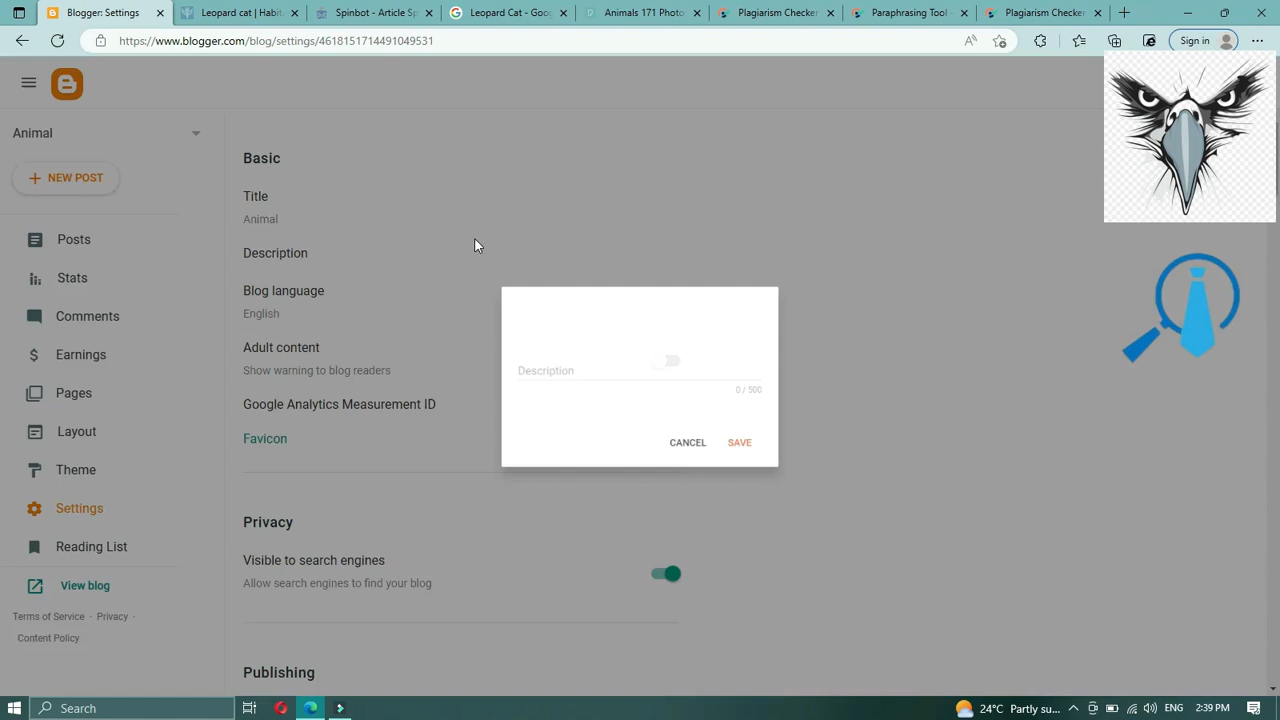 Blogger: Settings
Leopard cat | Habit
Spinbot - Article Sp
Leopard Cat - Goog
Animals 171 Photo
Plagiarism Checker
Paraphrasing Tool -
Plagiarism Checker
https://www.blogger.com/blog/settings/4618151714491049531
Sign in
Animal
NEW POST
Posts
Stats
Comments
Earnings
Pages
Layout
Theme
Settings
Reading List
View blog
Terms of Service · Privacy ·
Content Policy
Basic
Title
Animal
Description
Blog language
English
Adult content
Show warning to blog readers
Google Analytics Measurement ID
Favicon
Privacy
Visible to search engines
Allow search engines to find your blog
Publishing
Description
0 / 500
CANCEL SAVE
Search
24°C Partly su...
ENG
2:39 PM